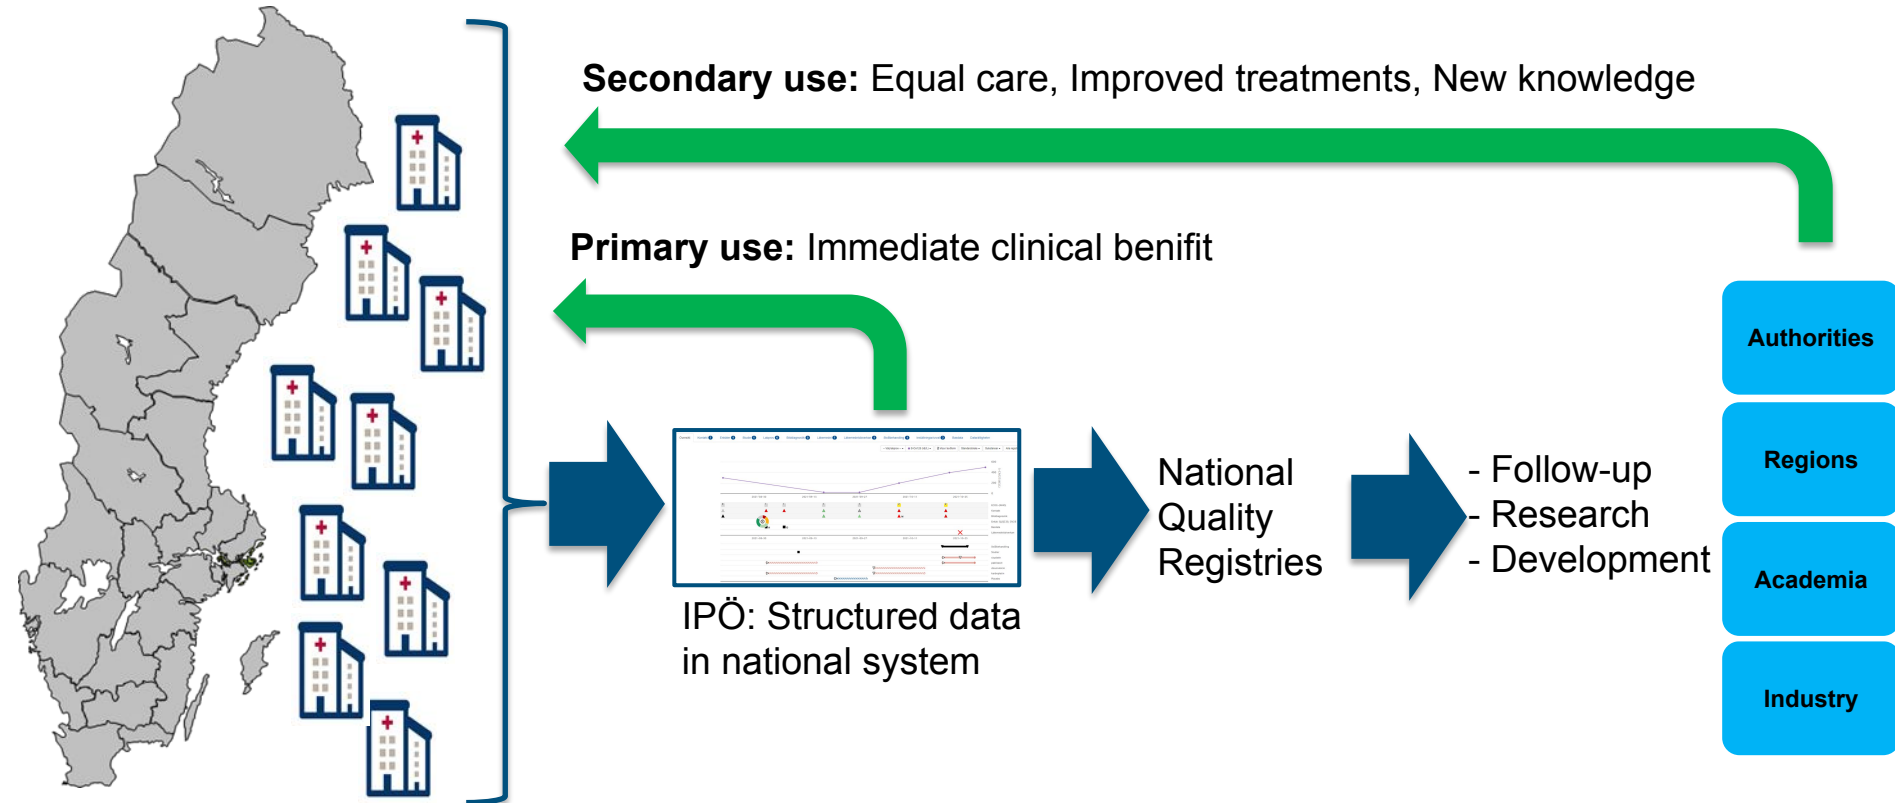 Secondary use: Equal care, Improved treatments, New knowledge
Primary use: Immediate clinical benifit
Authorities
Regions
Academia
Industry
IPÖ: Structured data
in national system
National
Quality
Registries
- Follow-up
- Research
- Development